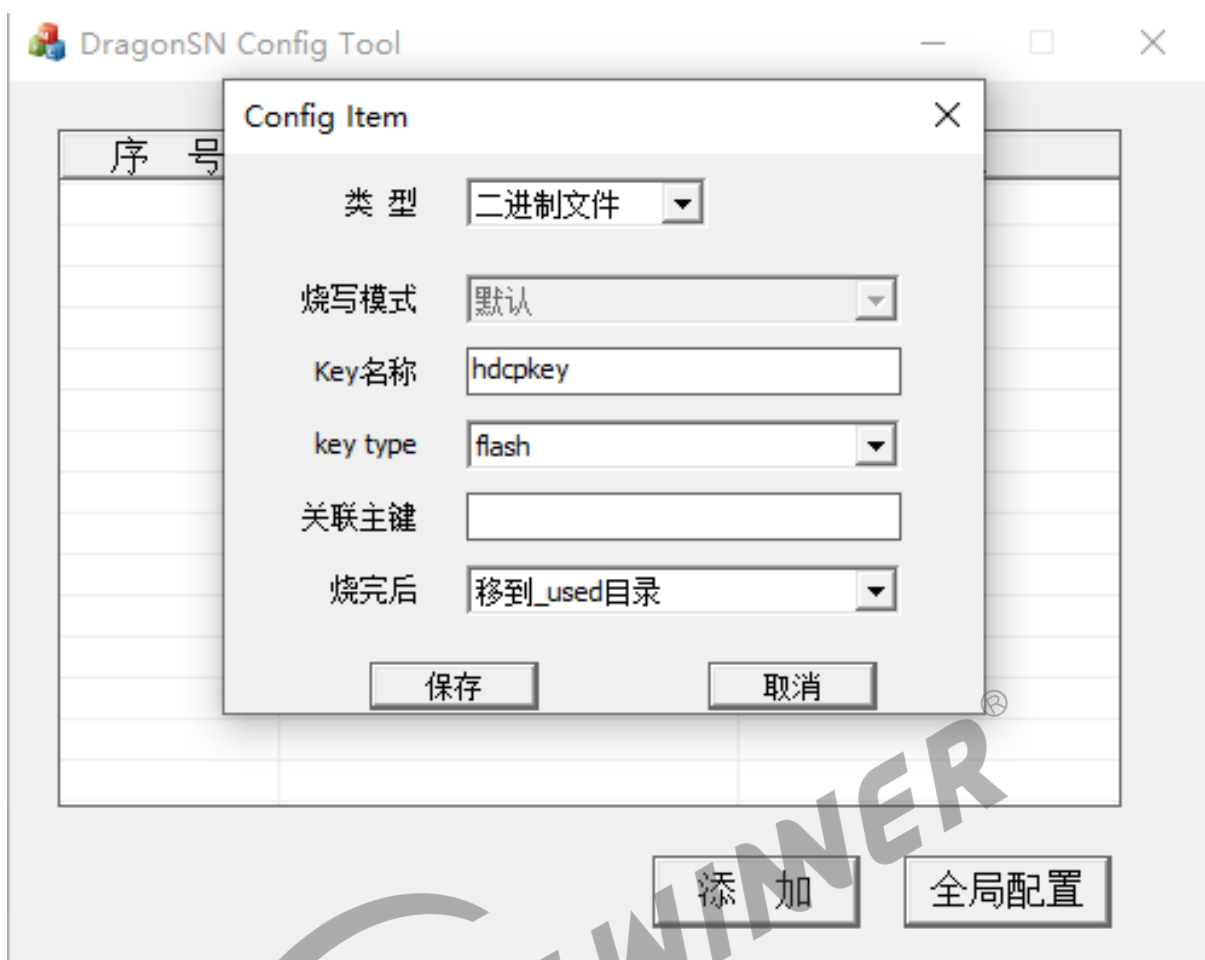 DragonSN Config Tool
Config Item
序 号
类 型 二进制文件
烧写模式 默认
Key名称 hdcpkey
key type flash
关联主键
烧完后 移到_used目录
保存 取消
添 加 全局配置
WINNER®